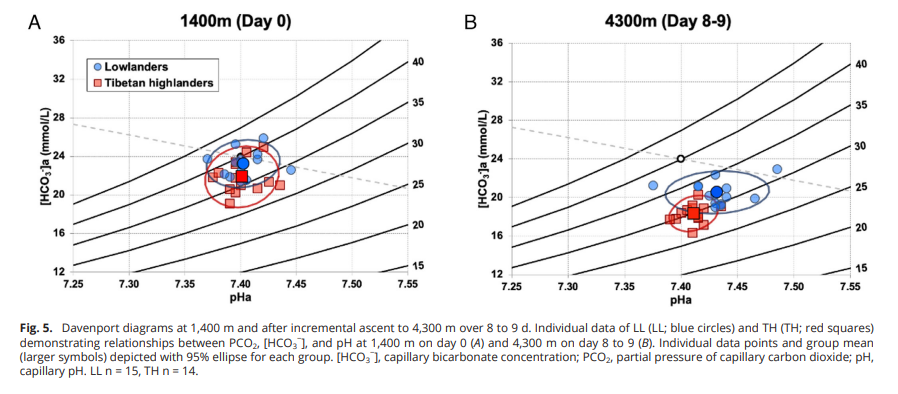 A
1400m (Day 0)
36
32
28
24
20
16
12
[HCO₃⁻]a (mmol/L)
Lowlanders
Tibetan highlanders
40
35
30
25
20
15
7.25 7.30 7.35 7.40 7.45 7.50 7.55
pHa
B
4300m (Day 8-9)
36
32
28
24
20
16
12
[HCO₃⁻]a (mmol/L)
40
35
30
25
20
15
7.25 7.30 7.35 7.40 7.45 7.50 7.55
pHa
Fig. 5. Davenport diagrams at 1,400 m and after incremental ascent to 4,300 m over 8 to 9 d. Individual data of LL (LL; blue circles) and TH (TH; red squares)
demonstrating relationships between PCO₂, [HCO₃⁻], and pH at 1,400 m on day 0 (A) and 4,300 m on day 8 to 9 (B). Individual data points and group mean
(larger symbols) depicted with 95% ellipse for each group. [HCO₃⁻], capillary bicarbonate concentration; PCO₂, partial pressure of capillary carbon dioxide; pH,
capillary pH. LL n = 15, TH n = 14.